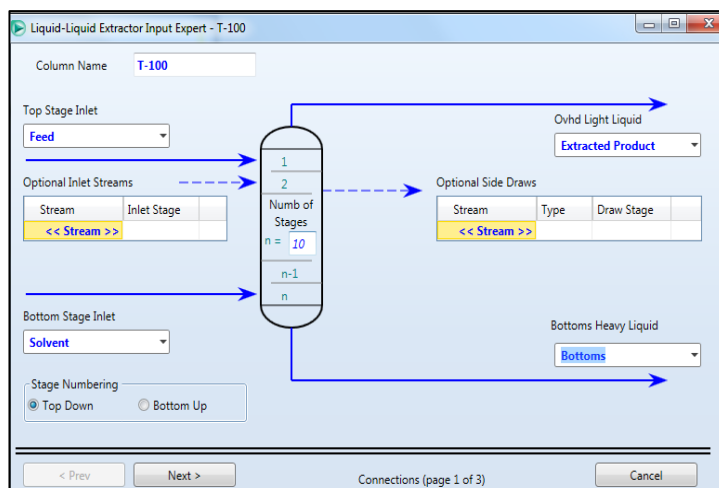 Liquid-Liquid Extractor Input Expert - T-100
Column Name T-100
Top Stage Inlet
Feed
Ovhd Light Liquid
Extracted Product
1
2
Optional Inlet Streams
Stream Inlet Stage
<< Stream >>
Numb of
Stages
n = 10
n-1
n
Optional Side Draws
Stream Type Draw Stage
<< Stream >>
Bottom Stage Inlet
Solvent
Bottoms Heavy Liquid
Bottoms
Stage Numbering
Top Down Bottom Up
< Prev Next > Connections (page 1 of 3) Cancel